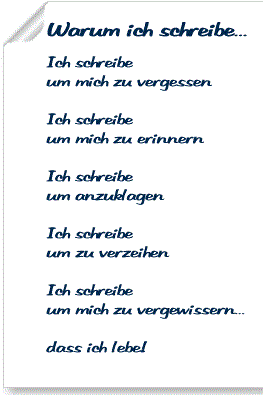 Warum ich schreibe...
Ich schreibe
um mich zu vergessen
Ich schreibe
um mich zu erinnern
Ich schreibe
um anzuklagen
Ich schreibe
um zu verzeihen
Ich schreibe
um mich zu vergewissern...
dass ich lebe!